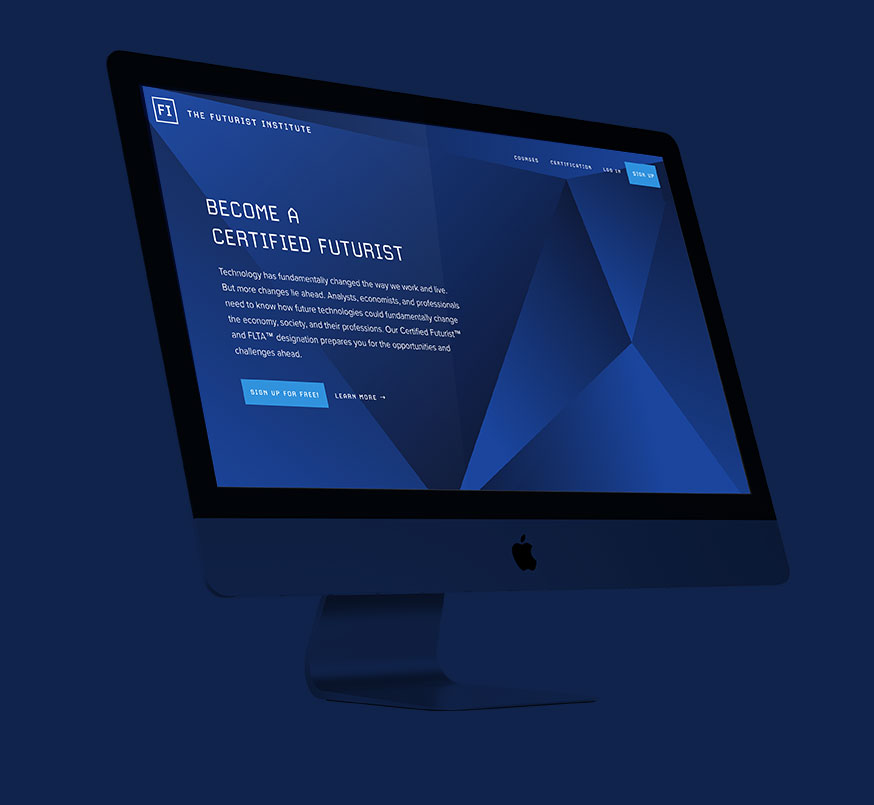 FI
THE FUTURIST INSTITUTE
COURSES
CERTIFICATION
LOG IN
SIGN UP
BECOME A
CERTIFIED FUTURIST
Technology has fundamentally changed the way we work and live.
But more changes lie ahead. Analysts, economists, and professionals
need to know how future technologies could fundamentally change
the economy, society, and their professions. Our Certified Futurist™
and FLTA™ designation prepares you for the opportunities and
challenges ahead.
SIGN UP FOR FREE!
LEARN MORE →